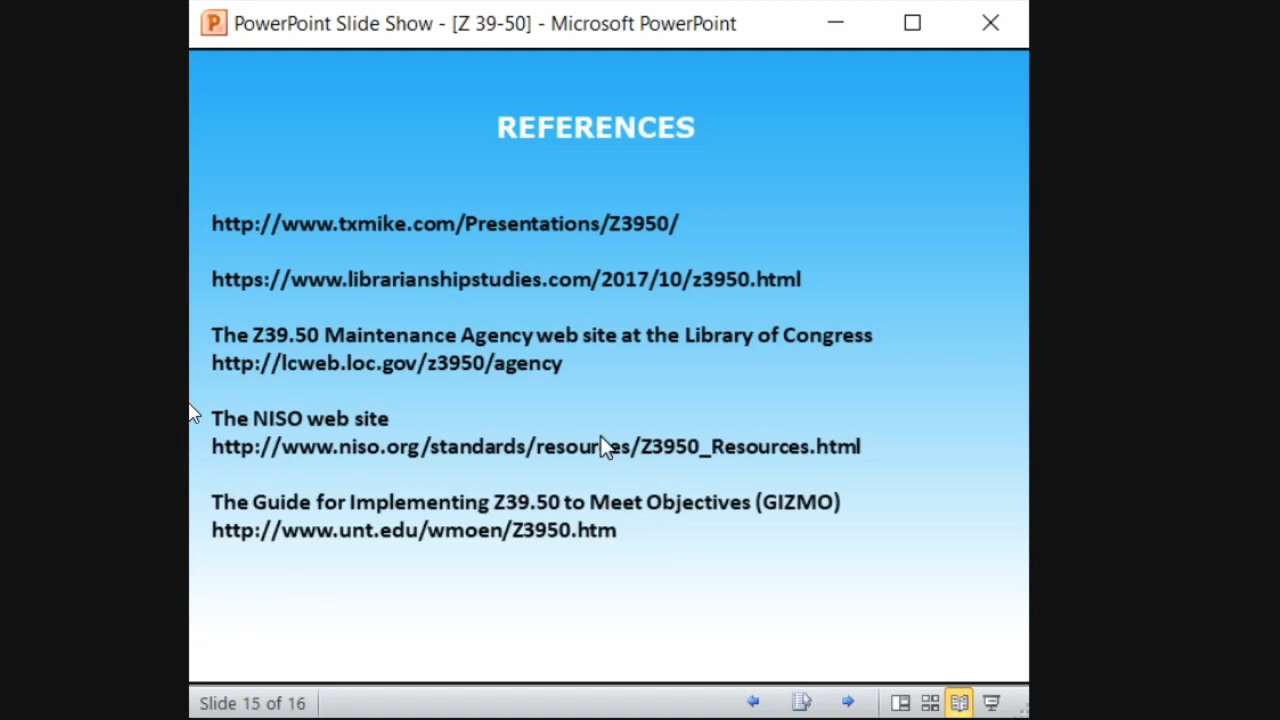 PowerPoint Slide Show - [Z 39-50] - Microsoft PowerPoint
REFERENCES
http://www.txmike.com/Presentations/Z3950/
https://www.librarianshipstudies.com/2017/10/z3950.html
The Z39.50 Maintenance Agency web site at the Library of Congress
http://lcweb.loc.gov/z3950/agency
The NISO web site
http://www.niso.org/standards/resources/Z3950_Resources.html
The Guide for Implementing Z39.50 to Meet Objectives (GIZMO)
http://www.unt.edu/wmoen/Z3950.htm
Slide 15 of 16